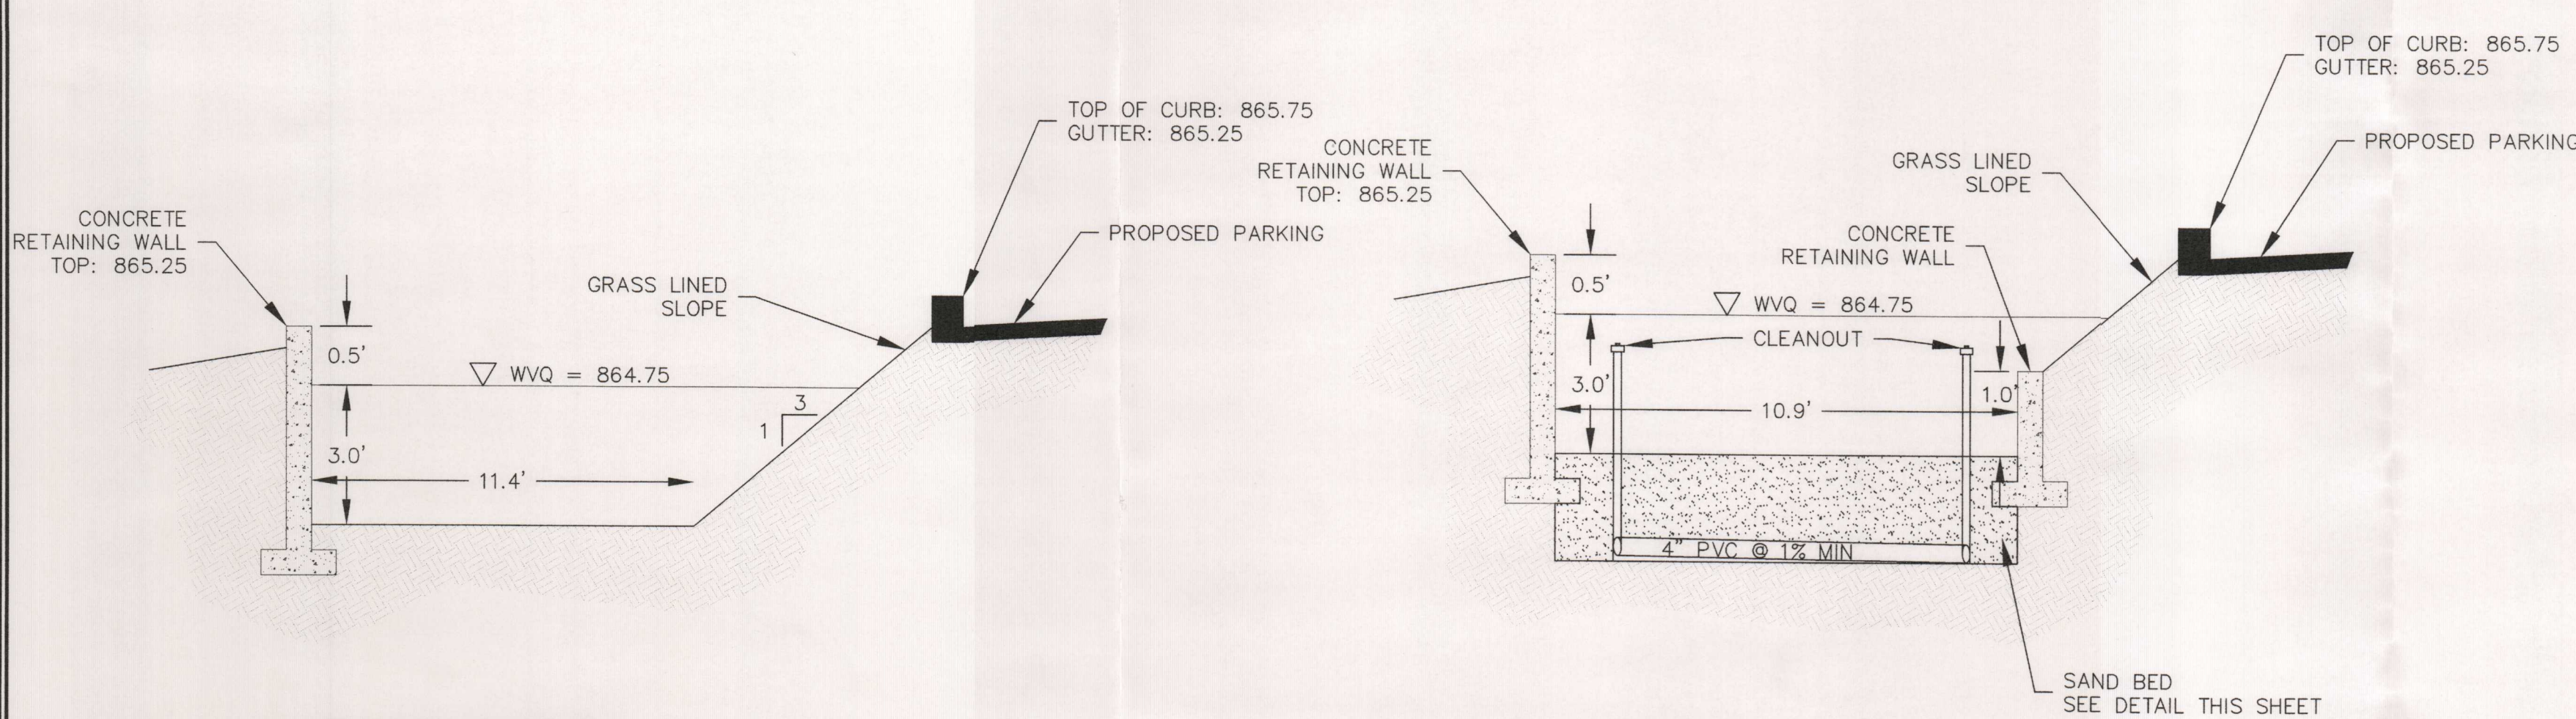 CONCRETE
RETAINING WALL
TOP: 865.25
0.5'
3.0'
11.4'
WVQ = 864.75
3
1
GRASS LINED
SLOPE
TOP OF CURB: 865.75
GUTTER: 865.25
PROPOSED PARKING
CONCRETE
RETAINING WALL
TOP: 865.25
0.5'
3.0'
WVQ = 864.75
CLEANOUT
10.9'
1.0'
4" PVC @ 1% MIN
CONCRETE
RETAINING WALL
GRASS LINED
SLOPE
TOP OF CURB: 865.75
GUTTER: 865.25
PROPOSED PARKING
SAND BED
SEE DETAIL THIS SHEET